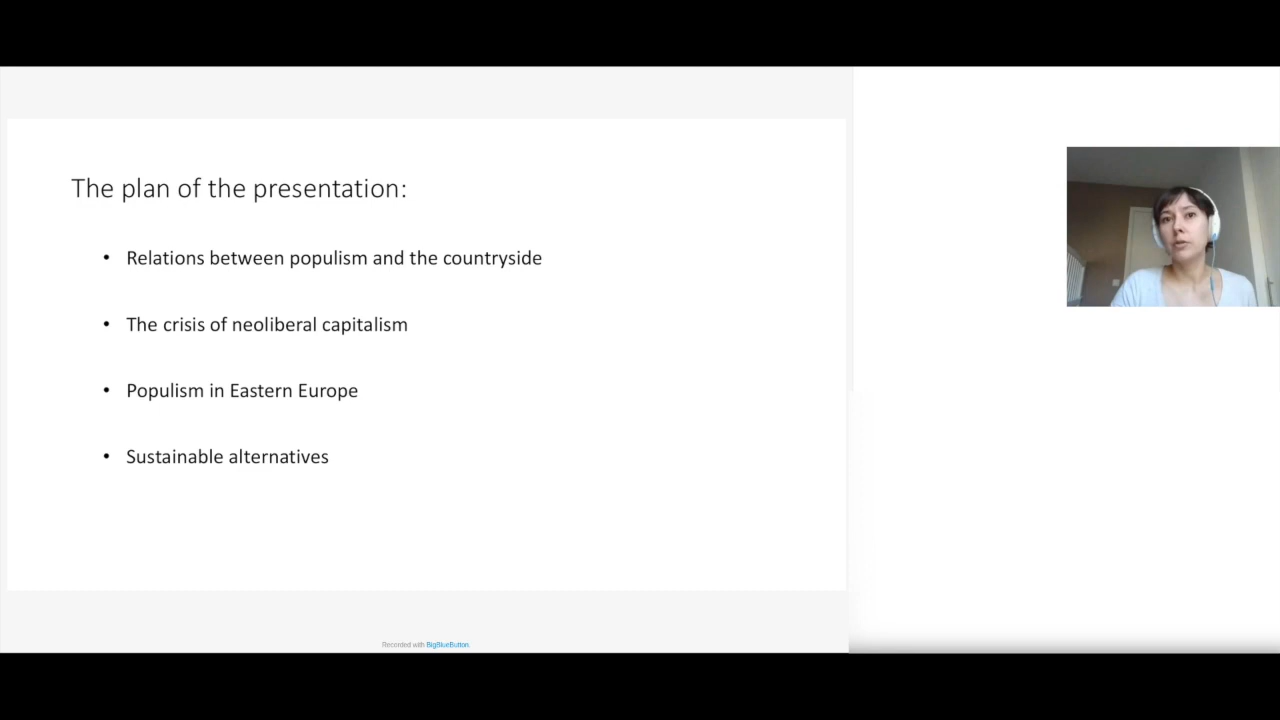 The plan of the presentation:
• Relations between populism and the countryside
• The crisis of neoliberal capitalism
• Populism in Eastern Europe
• Sustainable alternatives
Recorded with BigBlueButton.